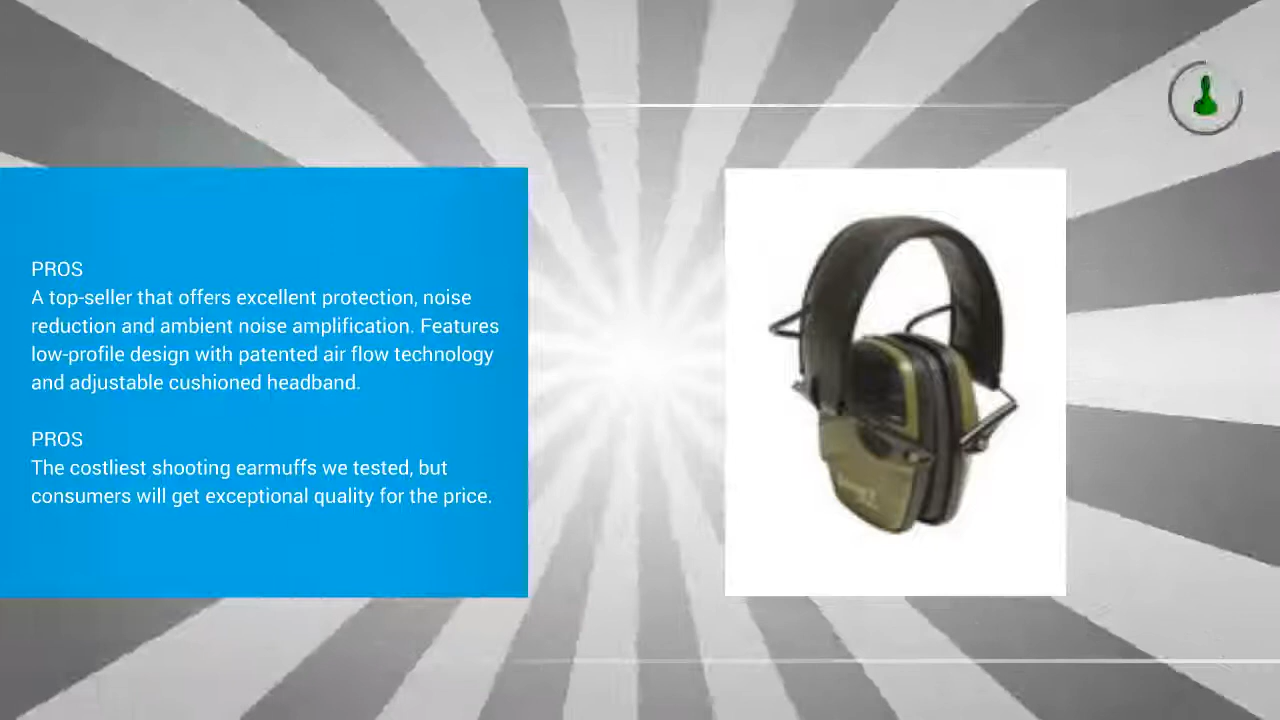 PROS
A top-seller that offers excellent protection, noise
reduction and ambient noise amplification. Features
low-profile design with patented air flow technology
and adjustable cushioned headband.
PROS
The costliest shooting earmuffs we tested, but
consumers will get exceptional quality for the price.